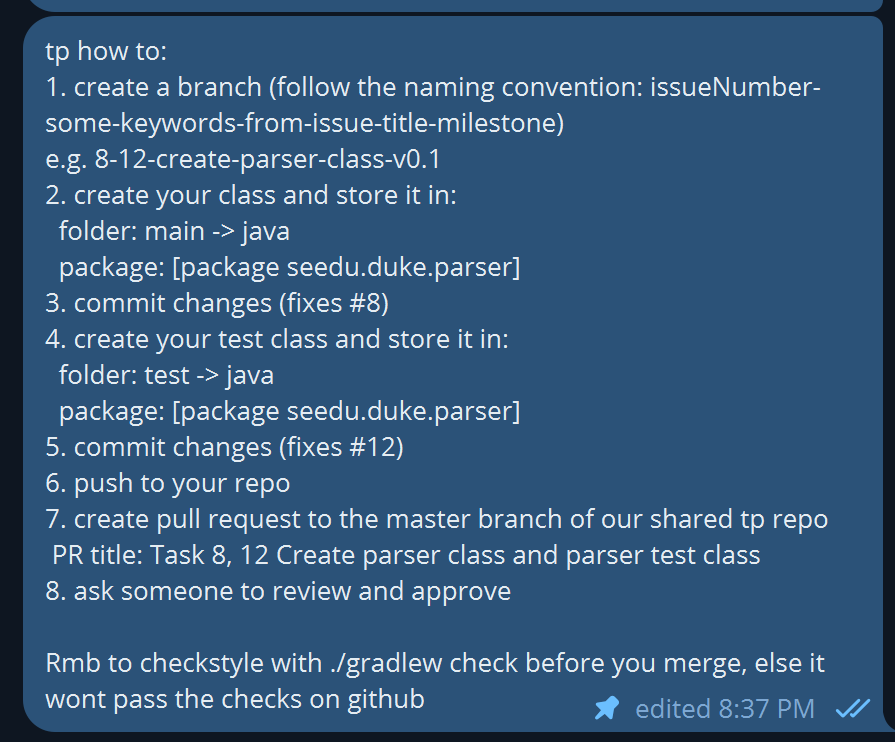 tp how to:
1. create a branch (follow the naming convention: issueNumber-
some-keywords-from-issue-title-milestone)
e.g. 8-12-create-parser-class-v0.1
2. create your class and store it in:
folder: main -> java
package: [package seedu.duke.parser]
3. commit changes (fixes #8)
4. create your test class and store it in:
folder: test -> java
package: [package seedu.duke.parser]
5. commit changes (fixes #12)
6. push to your repo
7. create pull request to the master branch of our shared tp repo
PR title: Task 8, 12 Create parser class and parser test class
8. ask someone to review and approve
Rmb to checkstyle with ./gradlew check before you merge, else it
wont pass the checks on github
edited 8:37 PM